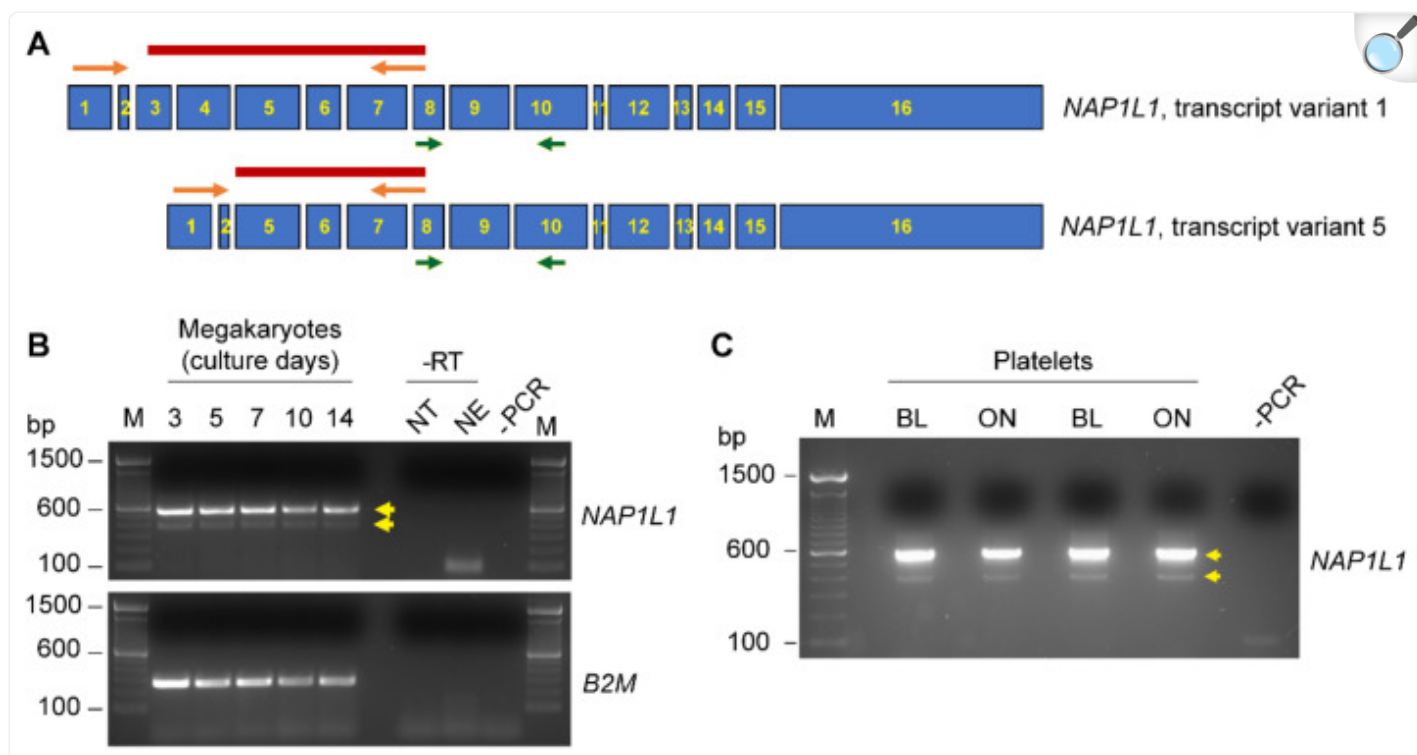 A
1 2 3 4 5 6 7 8 9 10 11 12 13 14 15 16
NAP1L1, transcript variant 1
1 2 5 6 7 8 9 10 11 12 13 14 15 16
NAP1L1, transcript variant 5
B
Megakaryotes
(culture days)
-RT
bp
M
3 5 7 10 14
NT
NE
-PCR
M
1500
600
100
NAP1L1
1500
600
100
B2M
C
Platelets
bp
M
BL ON BL ON
-PCR
1500
600
100
NAP1L1